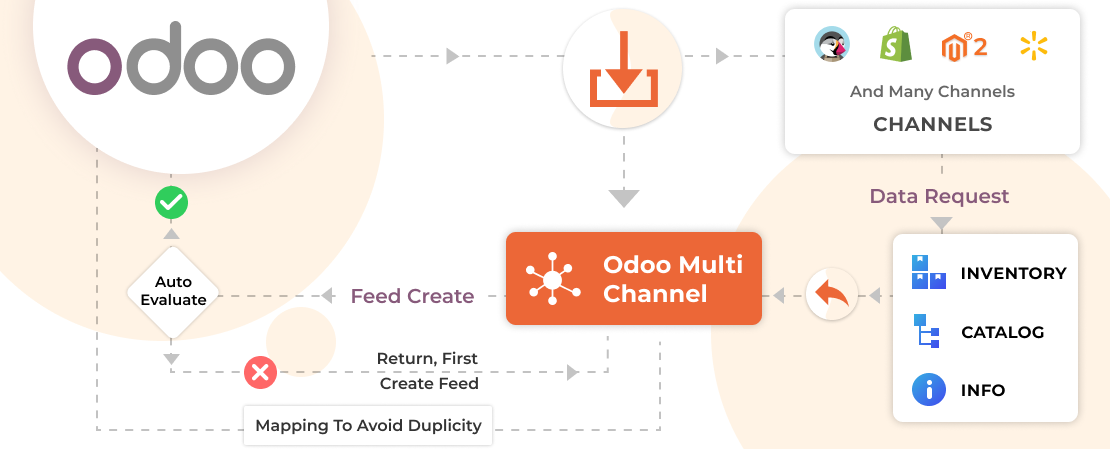 odoo
R
2
And Many Channels
CHANNELS
Data Request
INVENTORY
CATALOG
INFO
Odoo Multi
Channel
Feed Create
Auto
Evaluate
Return, First
Create Feed
Mapping To Avoid Duplicity